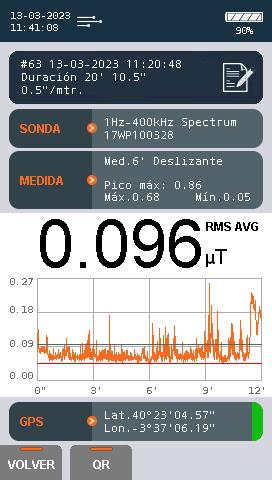 13-03-2023
11:41:08
90%
#63 13-03-2023 11:20:48
Duración 20' 10.5"
0.5"/mtr.
SONDA
1Hz-400kHz Spectrum
17WP100328
MEDIDA
Med.6' Deslizante
Pico máx: 0.86
Máx.0.68 Mín.0.05
0.096 RMS AVG
µT
0.27
0.18
0.09
0.00
0" 3' 6' 9' 12'
GPS
Lat.40°23'04.57"
Lon.-3°37'06.19"
VOLVER QR